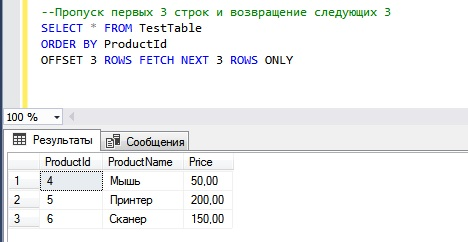 --Пропуск первых 3 строк и возвращение следующих 3
SELECT * FROM TestTable
ORDER BY ProductId
OFFSET 3 ROWS FETCH NEXT 3 ROWS ONLY
100 %
Результаты Сообщения
ProductId ProductName Price
1 4 Мышь 50,00
2 5 Принтер 200,00
3 6 Сканер 150,00